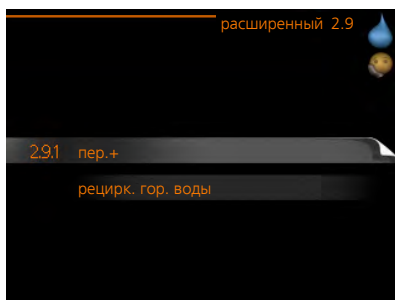 расширенный 2.9
2.9.1 пер.+
рецирк. гор. воды